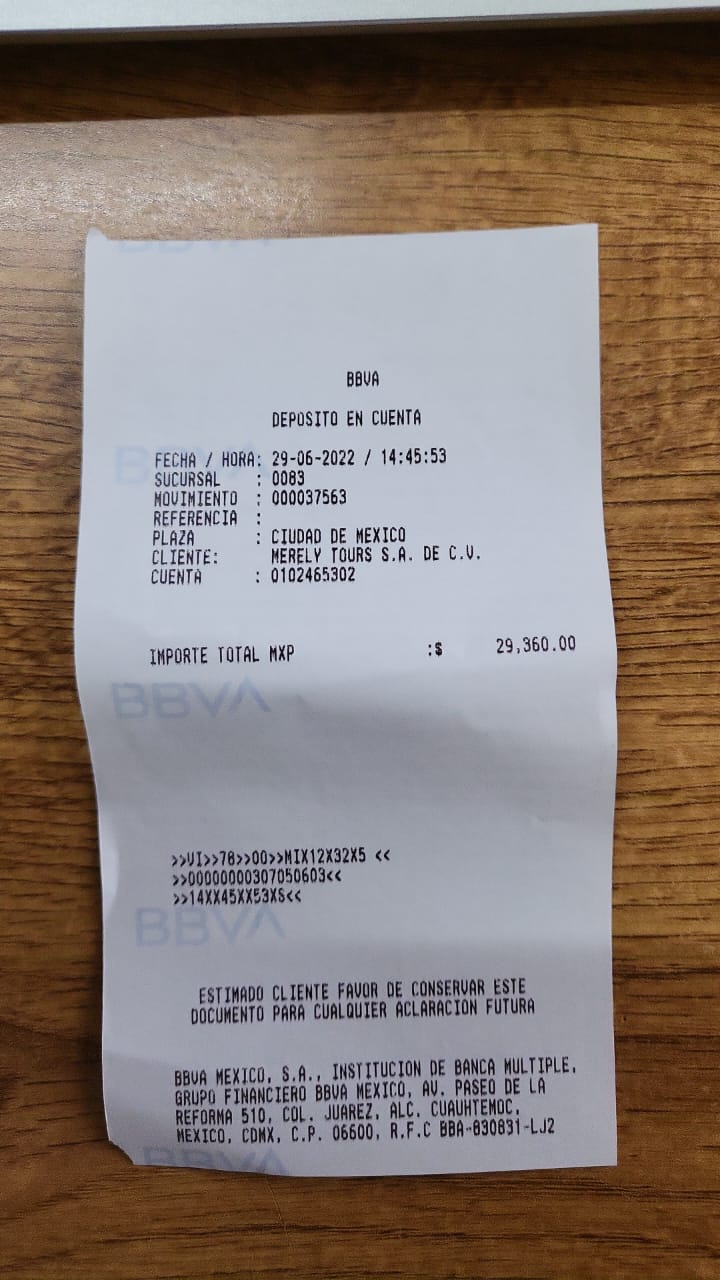 BBVA
BBVA
DEPOSITO EN CUENTA
BBVA
FECHA / HORA: 29-06-2022 / 14:45:53
SUCURSAL : 0083
MOVIMIENTO : 000037563
REFERENCIA :
PLAZA : CIUDAD DE MEXICO
CLIENTE: MERELY TOURS S.A. DE C.V.
CUENTA : 0102465302
IMPORTE TOTAL MXP :$ 29,360.00
BBVA
>>VI>>78>>00>>MIX12X32X5 <<
>>00000000307050603<<
>>14XX45XX53XS<<
BBVA
ESTIMADO CLIENTE FAVOR DE CONSERVAR ESTE
DOCUMENTO PARA CUALQUIER ACLARACION FUTURA
BBVA MEXICO, S.A., INSTITUCION DE BANCA MULTIPLE,
GRUPO FINANCIERO BBVA MEXICO, AV. PASEO DE LA
REFORMA 510, COL. JUAREZ, ALC. CUAUHTEMOC,
MEXICO, CDMX, C.P. 06600, R.F.C BBA-830831-LJ2
BBVA